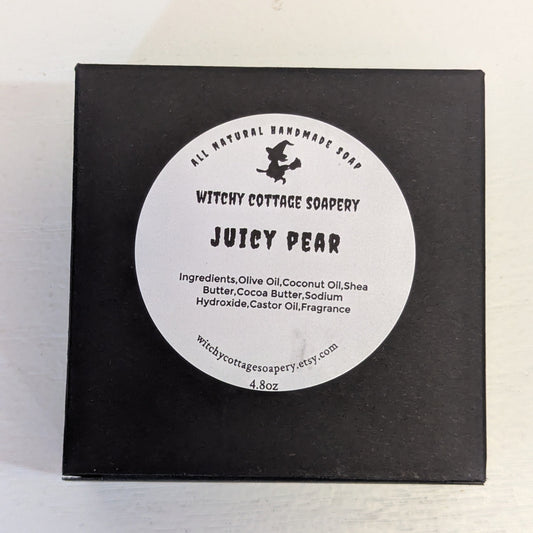 ALL NATURAL HANDMADE SOAP
WITCHY COTTAGE SOAPERY
JUICY PEAR
Ingredients,Olive Oil,Coconut Oil,Shea
Butter,Cocoa Butter,Sodium
Hydroxide,Castor Oil,Fragrance
witchycottagesoapery.etsy.com
4.8oz